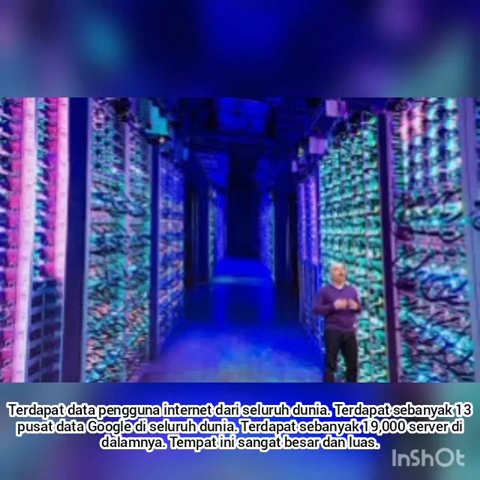 Terdapat data pengguna internet dari seluruh dunia. Terdapat sebanyak 13
pusat data Google di seluruh dunia. Terdapat sebanyak 19,000 server di
dalamnya. Tempat ini sangat besar dan luas.
InShOt